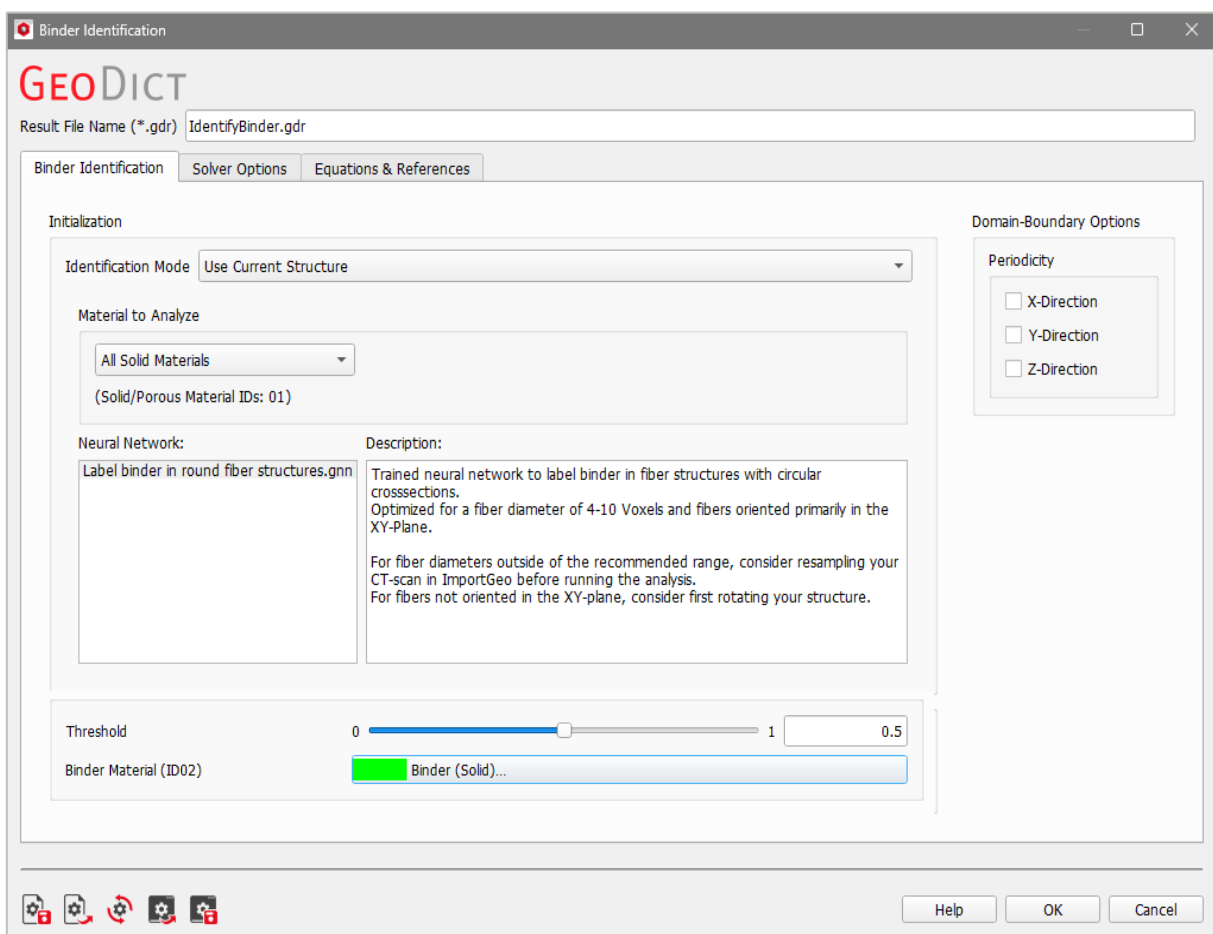 Binder Identification
GEODICT
Result File Name (*.gdr) IdentifyBinder.gdr
Binder Identification Solver Options Equations & References
Initialization
Domain-Boundary Options
Identification Mode Use Current Structure
Periodicity
X-Direction
Y-Direction
Z-Direction
Material to Analyze
All Solid Materials
(Solid/Porous Material IDs: 01)
Neural Network:
Label binder in round fiber structures.gnn
Description:
Trained neural network to label binder in fiber structures with circular
crosssections.
Optimized for a fiber diameter of 4-10 Voxels and fibers oriented primarily in the
XY-Plane.
For fiber diameters outside of the recommended range, consider resampling your
CT-scan in ImportGeo before running the analysis.
For fibers not oriented in the XY-plane, consider first rotating your structure.
Threshold 0 1 0.5
Binder Material (ID02) Binder (Solid)...
Help OK Cancel